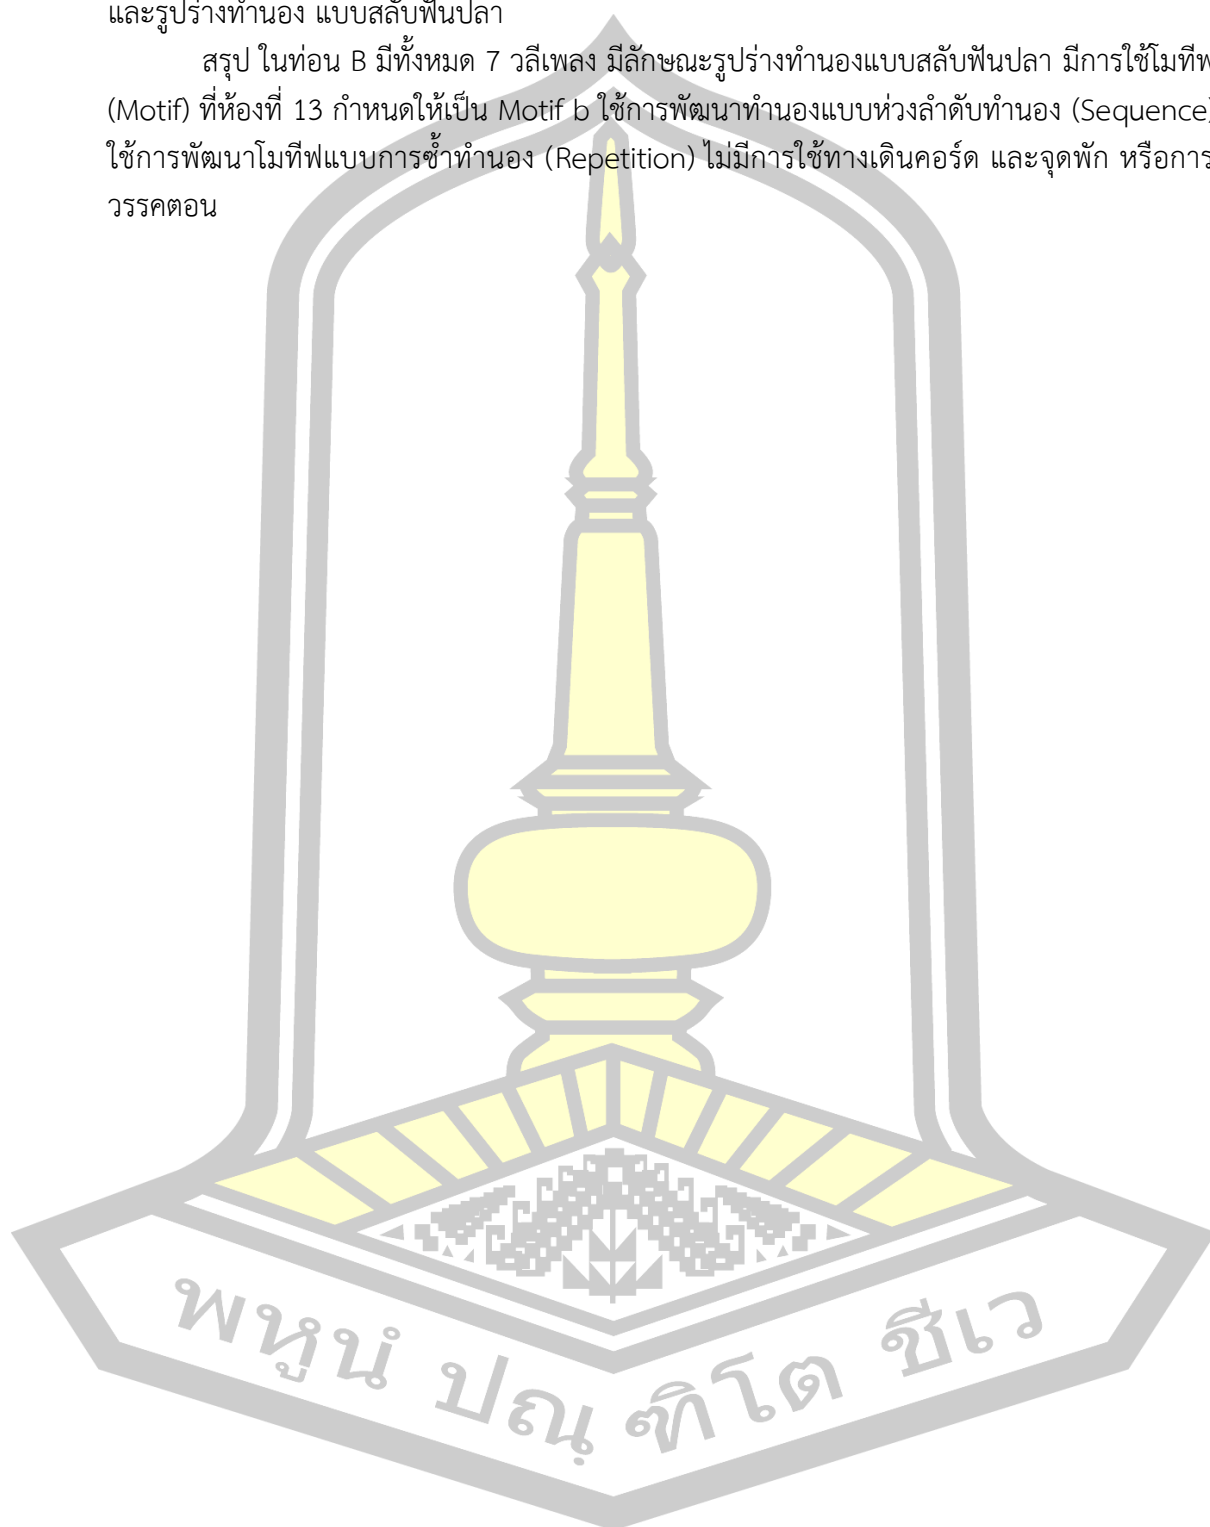 และรูปร่างทำนอง แบบสลับฟันปลา
สรุป ในท่อน B มีทั้งหมด 7 วลีเพลง มีลักษณะรูปร่างทำนองแบบสลับฟันปลา มีการใช้โมทีฟ
(Motif) ที่ห้องที่ 13 กำหนดให้เป็น Motif b ใช้การพัฒนาทำนองแบบห่วงลำดับทำนอง (Sequence)
ใช้การพัฒนาโมทีฟแบบการซ้ำทำนอง (Repetition) ไม่มีการใช้ทางเดินคอร์ด และจุดพัก หรือการ
วรรคตอน
พหูนํ ปณฺ ฑิโต ชีเว